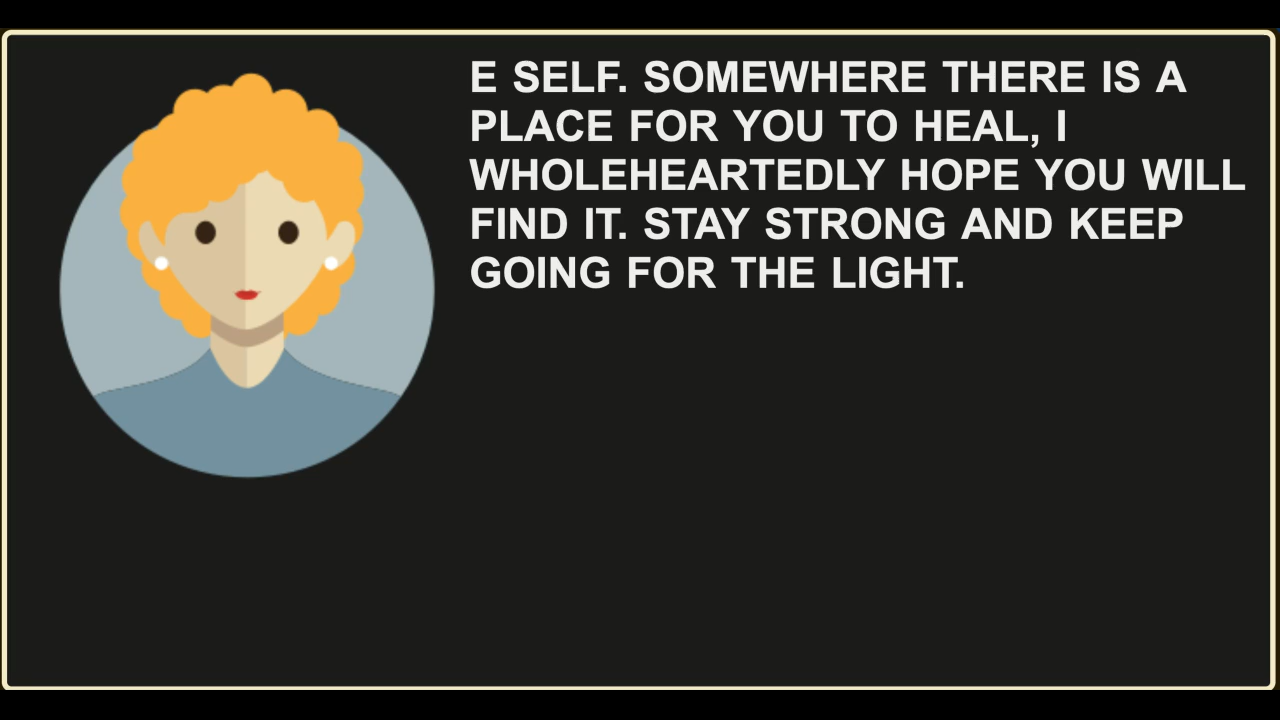 E SELF. SOMEWHERE THERE IS A
PLACE FOR YOU TO HEAL, I
WHOLEHEARTEDLY HOPE YOU WILL
FIND IT. STAY STRONG AND KEEP
GOING FOR THE LIGHT.